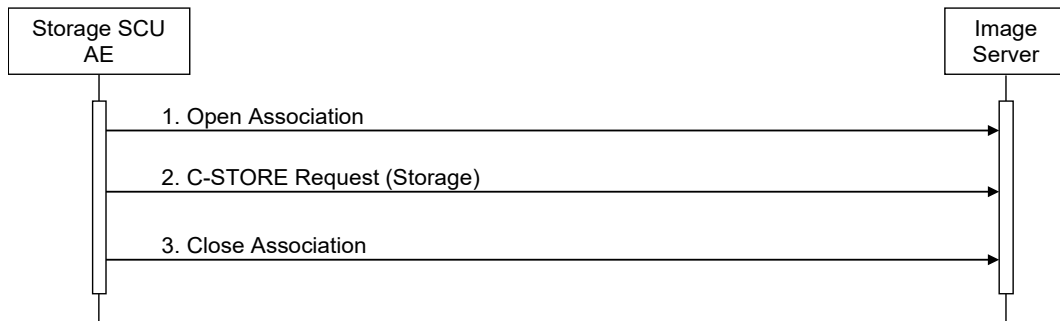 Storage SCU
AE
Image
Server
1. Open Association
2. C-STORE Request (Storage)
3. Close Association